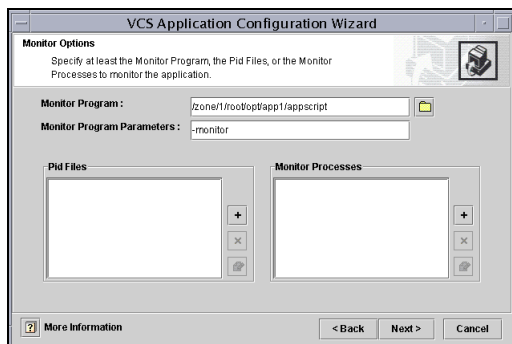 VCS Application Configuration Wizard
Monitor Options
Specify at least the Monitor Program, the Pid Files, or the Monitor
Processes to monitor the application.
Monitor Program :
/zone/1/root/opt/app1/appscript
Monitor Program Parameters :
-monitor
Pid Files
Monitor Processes
+
+
×
×
? More Information
< Back
Next >
Cancel